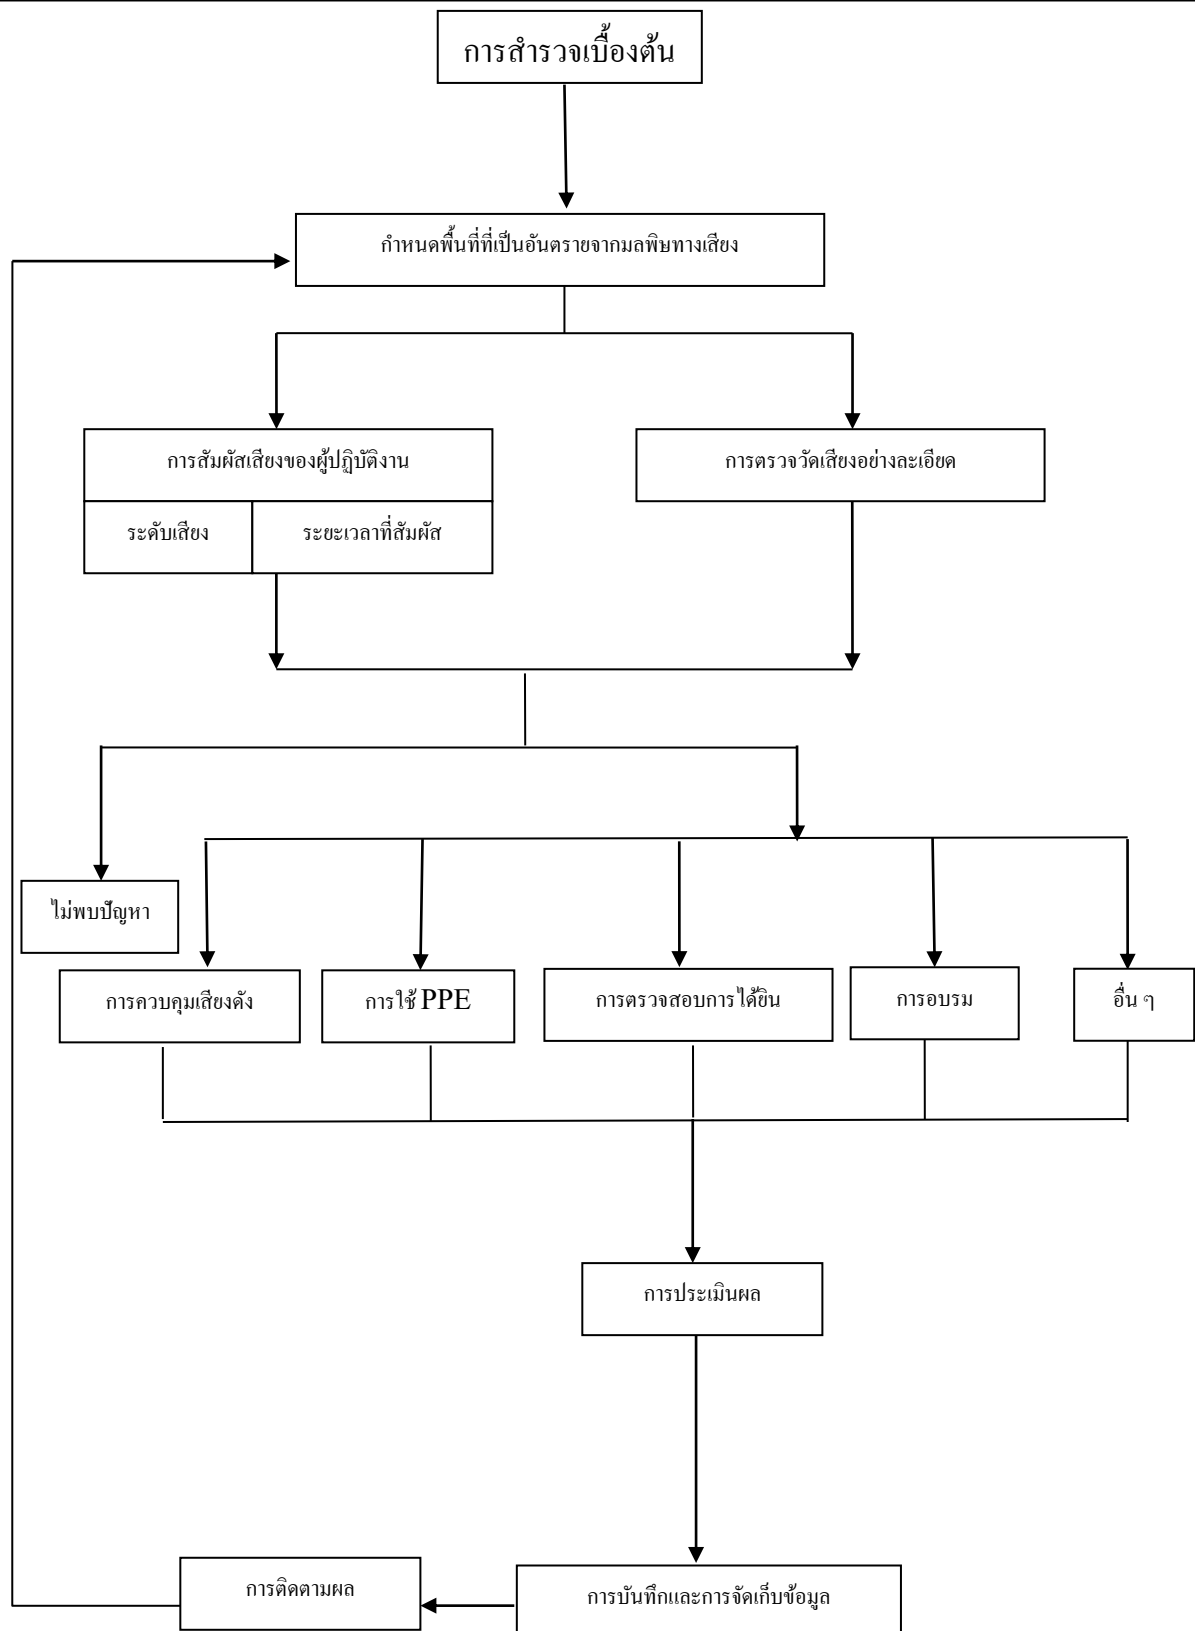 การสำรวจเบื้องต้น
กำหนดพื้นที่ที่เป็นอันตรายจากมลพิษทางเสียง
การสัมผัสเสียงของผู้ปฏิบัติงาน
การตรวจวัดเสียงอย่างละเอียด
ระดับเสียง
ระยะเวลาที่สัมผัส
ไม่พบปัญหา
การควบคุมเสียงดัง
การใช้ PPE
การตรวจสอบการได้ยิน
การอบรม
อื่น ๆ
การประเมินผล
การติดตามผล
การบันทึกและการจัดเก็บข้อมูล